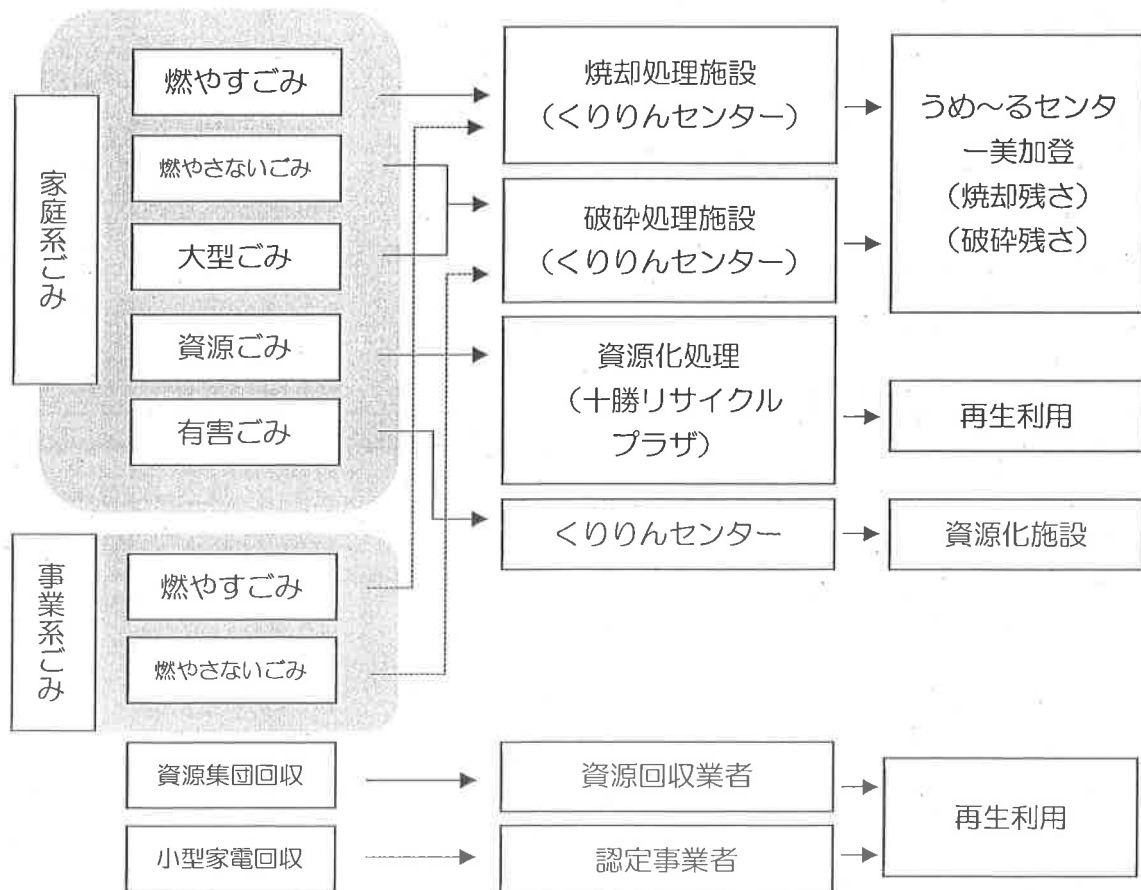 家庭系ごみ
燃やすごみ
燃やさないごみ
大型ごみ
資源ごみ
有害ごみ
焼却処理施設
(くりりんセンター)
破砕処理施設
(くりりんセンター)
資源化処理
(十勝リサイクル
プラザ)
くりりんセンター
うめ〜るセンタ
ー美加登
(焼却残さ)
(破砕残さ)
再生利用
資源化施設
事業系ごみ
燃やすごみ
燃やさないごみ
資源集団回収
小型家電回収
資源回収業者
認定事業者
再生利用